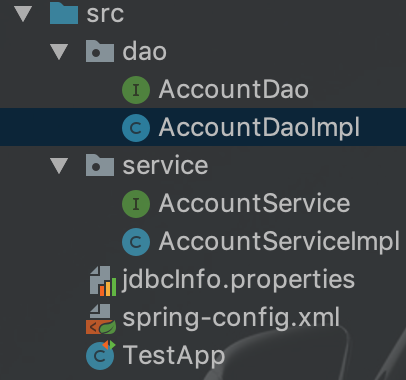 src
dao
I AccountDao
C AccountDaoImpl
service
I AccountService
C AccountServiceImpl
jdbcInfo.properties
spring-config.xml
C TestApp